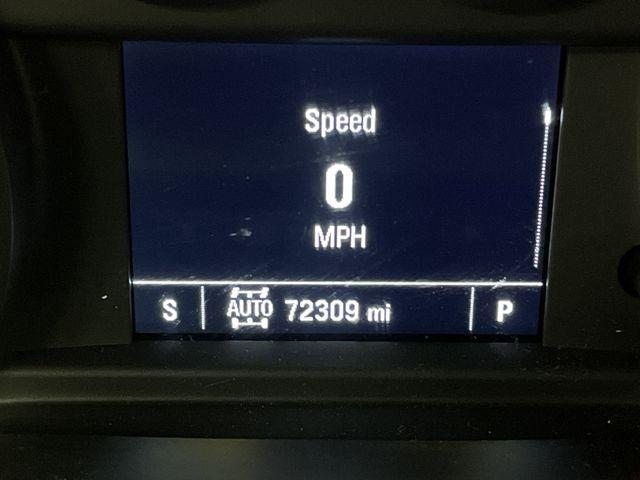 Speed
0
MPH
S AUTO 72309 mi P